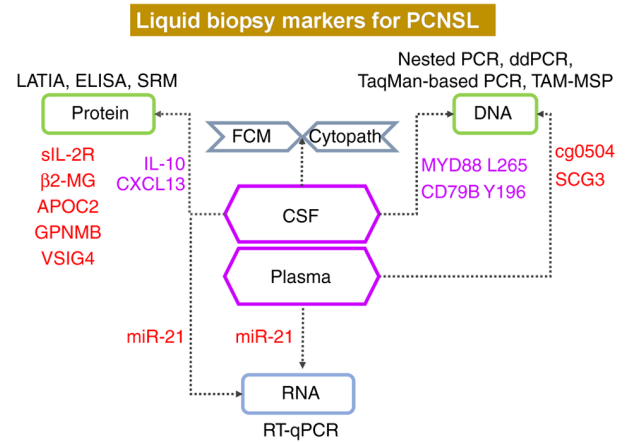 Liquid biopsy markers for PCNSL
Nested PCR, ddPCR,
TaqMan-based PCR, TAM-MSP
LATIA, ELISA, SRM
Protein
DNA
FCM
Cytopath
sIL-2R
β2-MG
APOC2
GPNMB
VSIG4
IL-10
CXCL13
MYD88 L265
CD79B Y196
cg0504
SCG3
CSF
Plasma
miR-21
miR-21
RNA
RT-qPCR